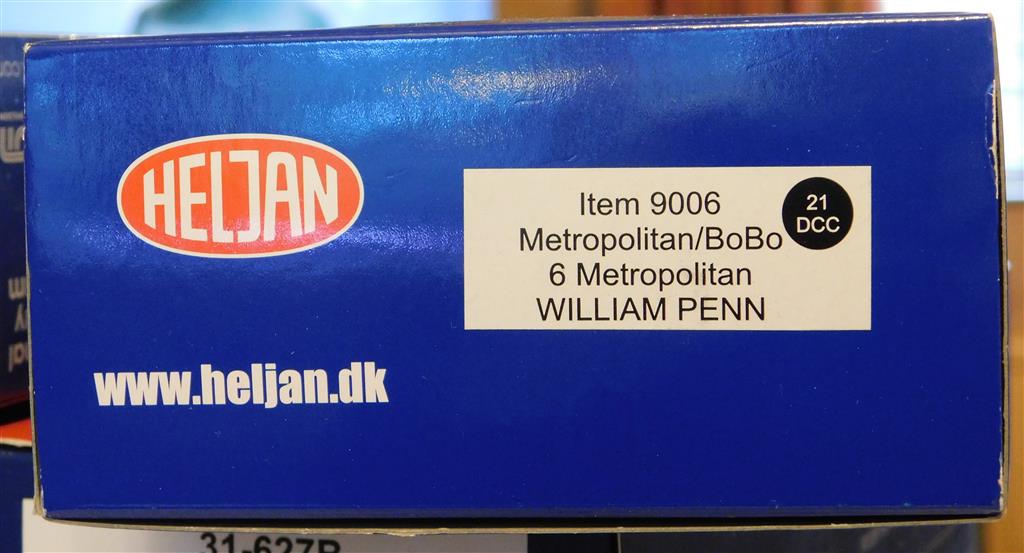 HELJAN
Item 9006
Metropolitan/BoBo
6 Metropolitan
WILLIAM PENN
21
DCC
www.heljan.dk